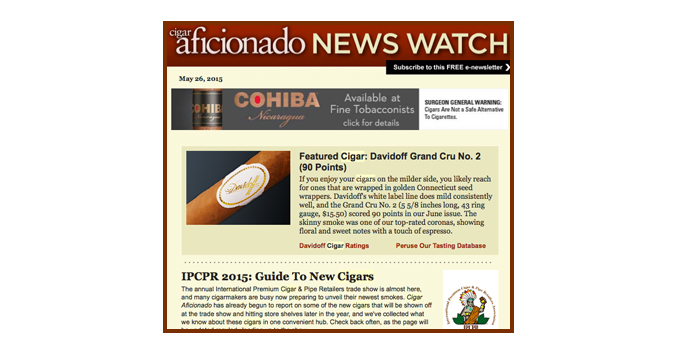 cigar
aficionado NEWS WATCH
Subscribe to this FREE e-newsletter
May 26, 2015
COHIBA
COHIBA
Nicaragua
Available at
Fine Tobacconists
click for details
SURGEON GENERAL WARNING:
Cigars Are Not a Safe Alternative
To Cigarettes.
Davidoff
Featured Cigar: Davidoff Grand Cru No. 2
(90 Points)
If you enjoy your cigars on the milder side, you likely reach
for ones that are wrapped in golden Connecticut seed
wrappers. Davidoff's white label line does mild consistently
well, and the Grand Cru No. 2 (5 5/8 inches long, 43 ring
gauge, $15.50) scored 90 points in our June issue. The
skinny smoke was one of our top-rated coronas, showing
floral and sweet notes with a touch of espresso.
Davidoff Cigar Ratings Peruse Our Tasting Database
IPCPR 2015: Guide To New Cigars
The annual International Premium Cigar & Pipe Retailers trade show is almost here,
and many cigarmakers are busy now preparing to unveil their newest smokes. Cigar
Aficionado has already begun to report on some of the new cigars that will be shown off
at the trade show and hitting store shelves later in the year, and we've collected what
we know about these cigars in one convenient hub. Check back often, as the page will